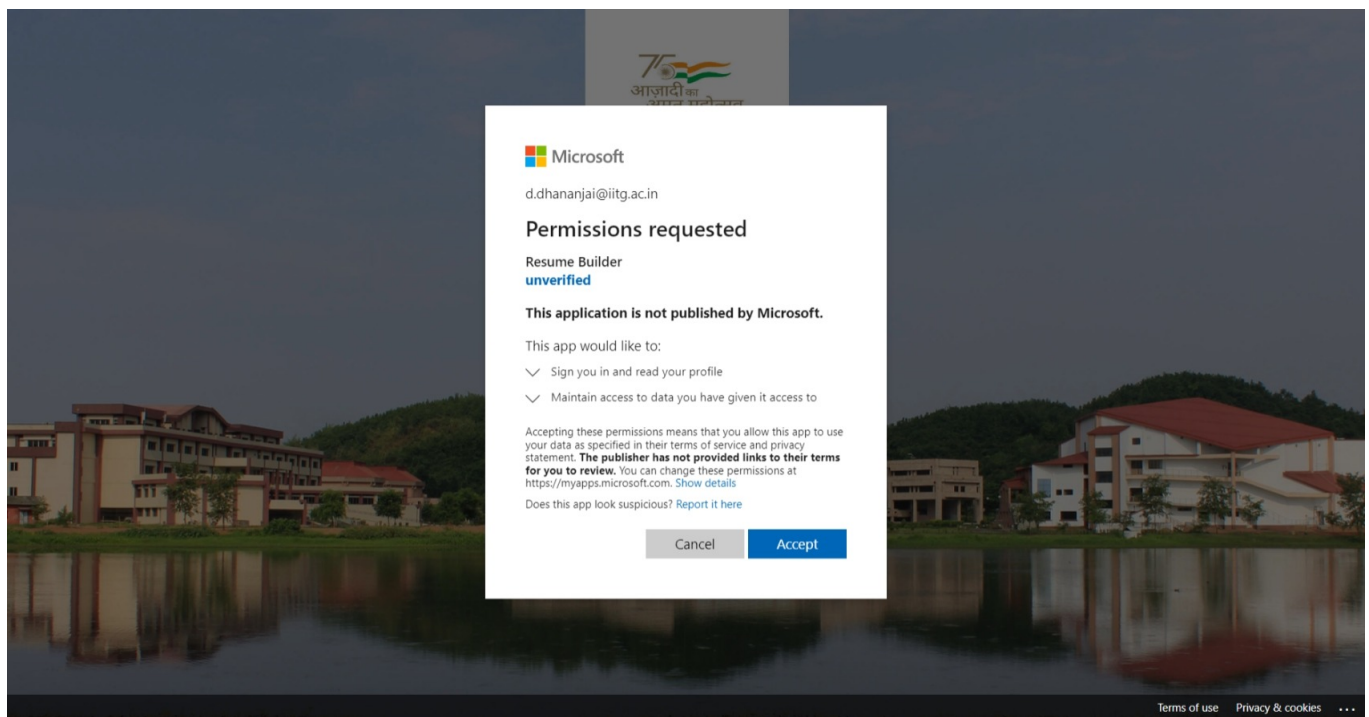 75
आज़ादी का
अमृत महोत्सव
Microsoft
d.dhananjai@iitg.ac.in
Permissions requested
Resume Builder
unverified
This application is not published by Microsoft.
This app would like to:
Sign you in and read your profile
Maintain access to data you have given it access to
Accepting these permissions means that you allow this app to use
your data as specified in their terms of service and privacy
statement. The publisher has not provided links to their terms
for you to review. You can change these permissions at
https://myapps.microsoft.com. Show details
Does this app look suspicious? Report it here
Cancel Accept
Terms of use Privacy & cookies ...